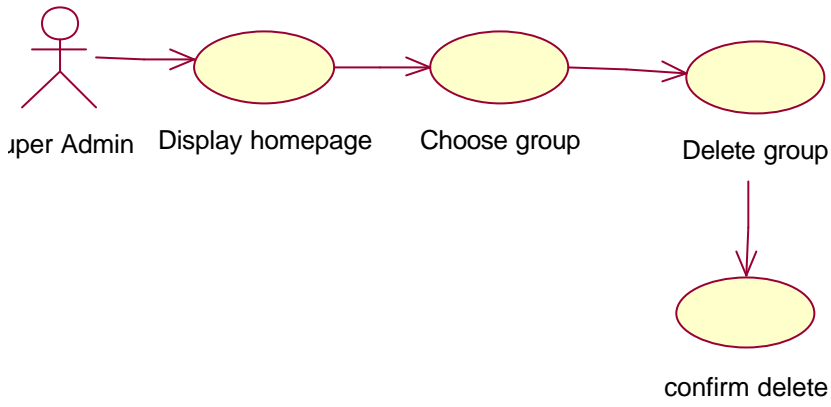 uper Admin
Display homepage
Choose group
Delete group
confirm delete